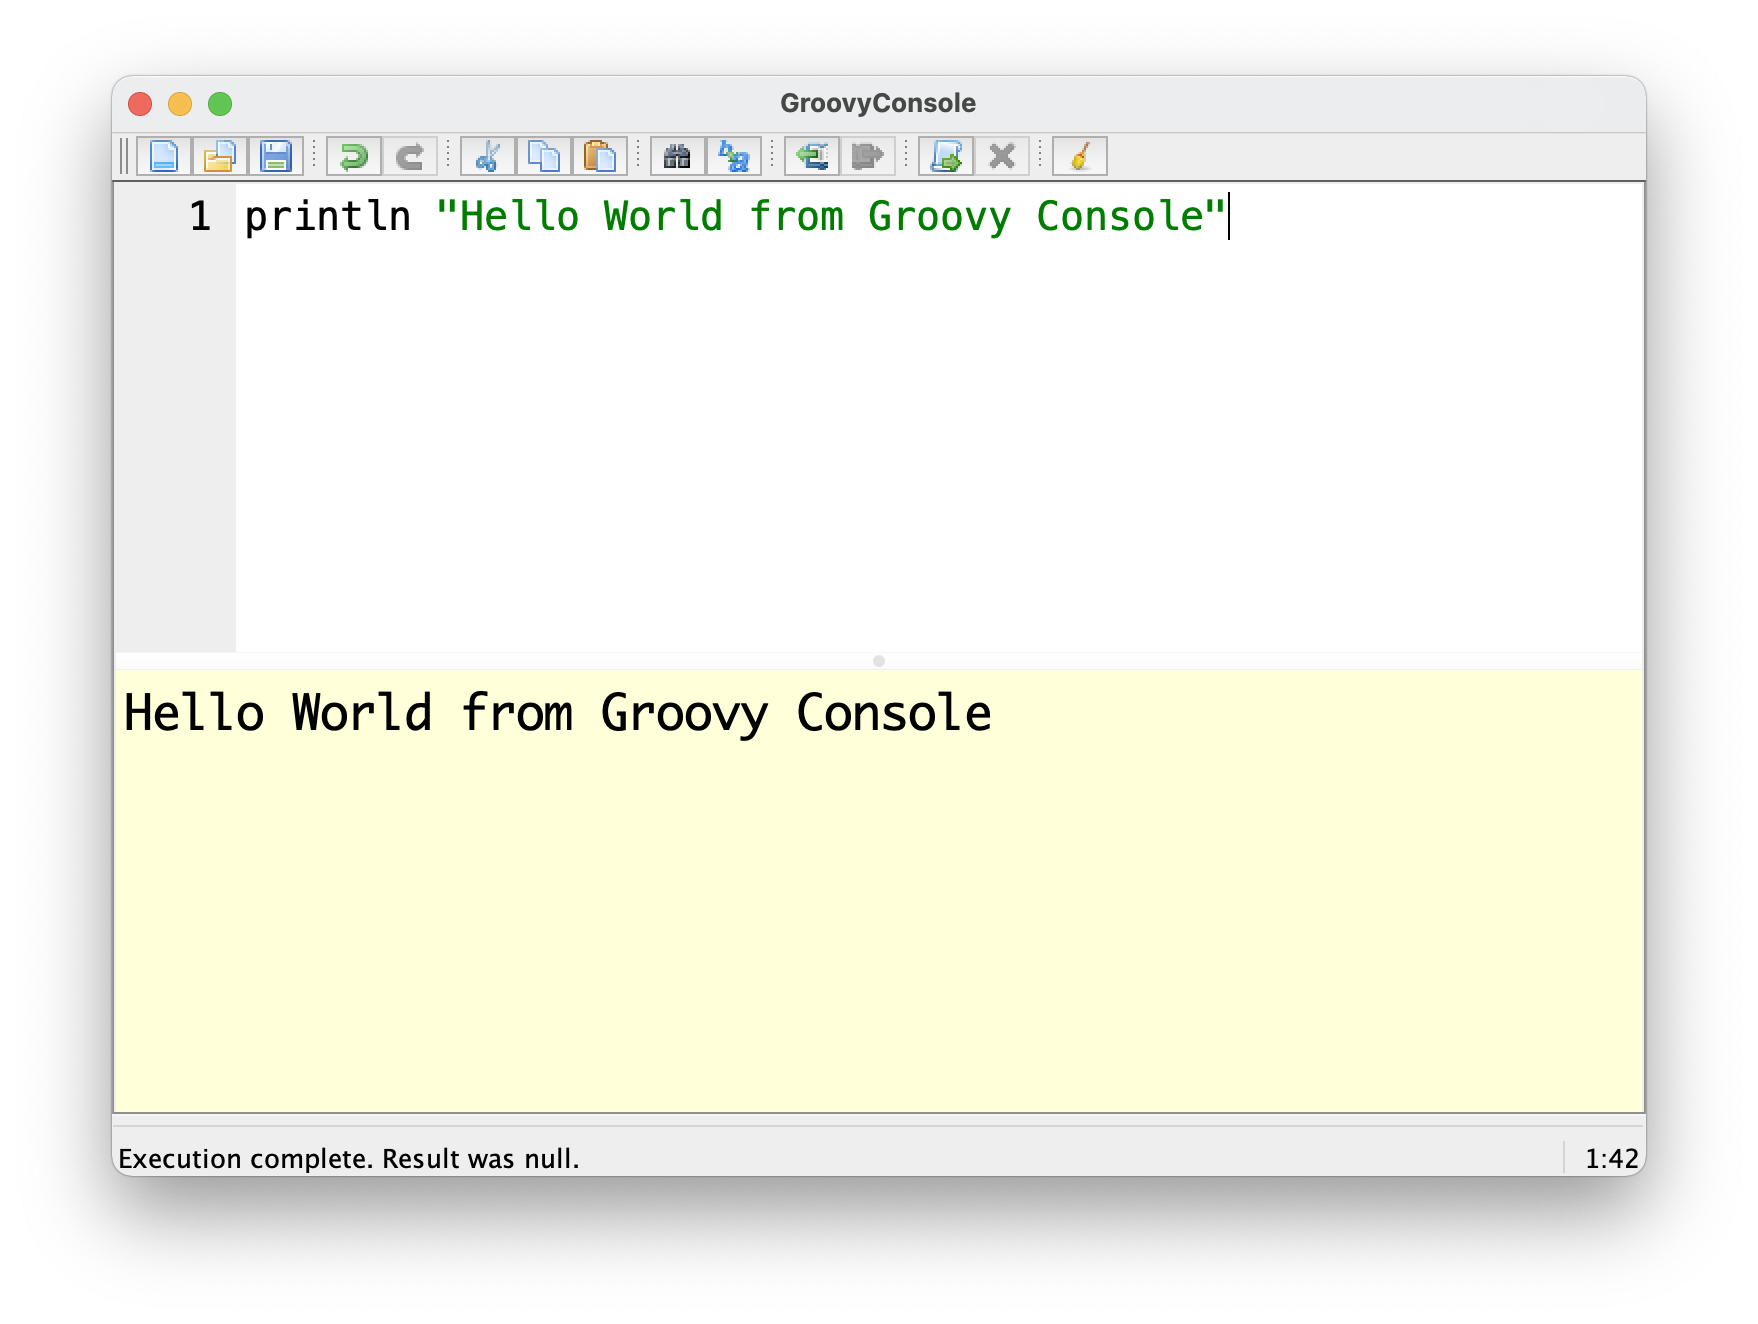 GroovyConsole
1 println "Hello World from Groovy Console"
Hello World from Groovy Console
Execution complete. Result was null. 1:42